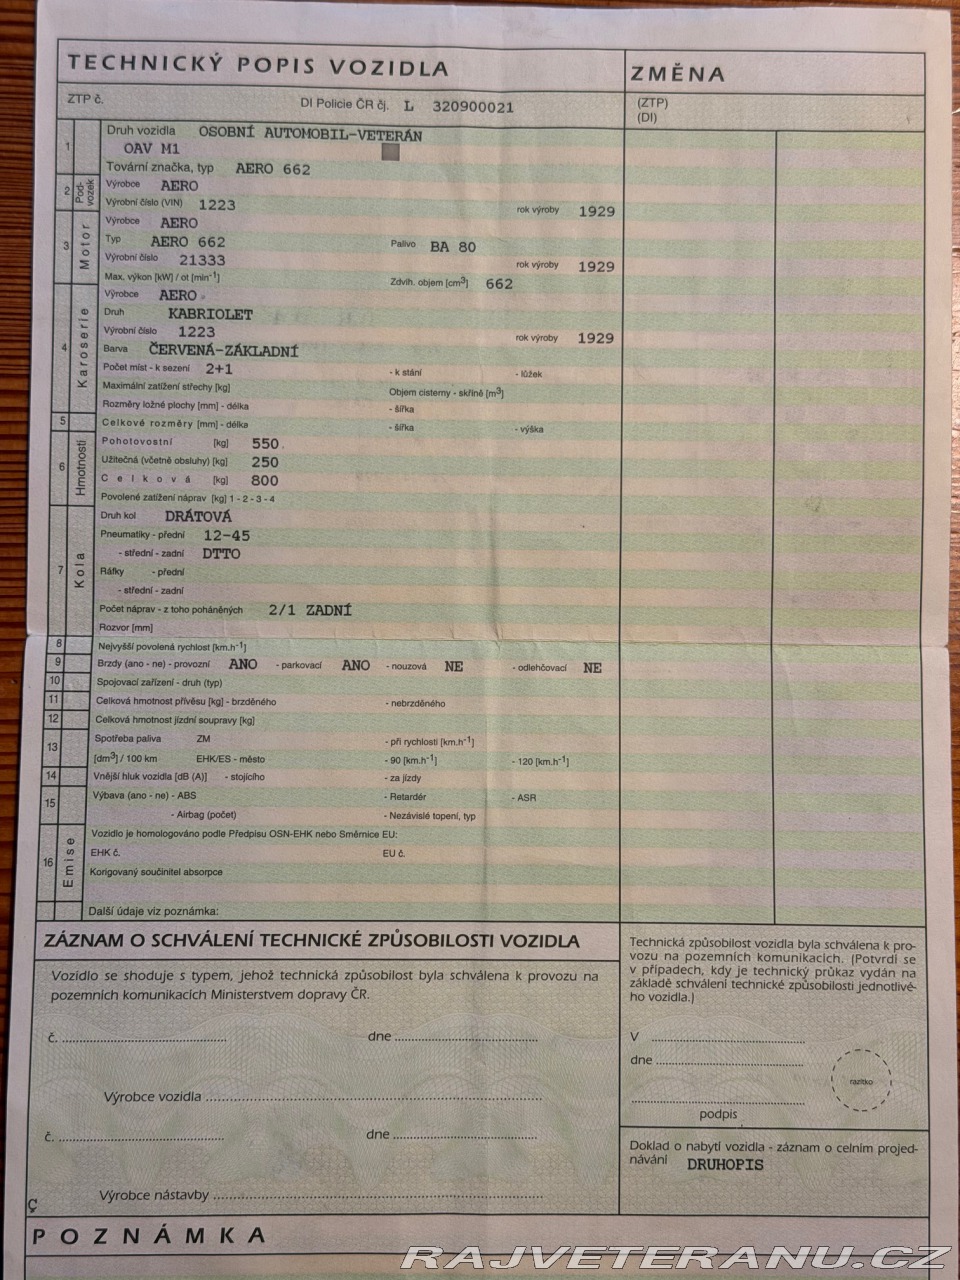 TECHNICKÝ POPIS VOZIDLA
ZMĚNA
ZTP č. DI Policie ČR čj. L 320900021
(ZTP)
(DI)
1 Druh vozidla OSOBNÍ AUTOMOBIL-VETERÁN
OAV M1
Tovární značka, typ AERO 662
2 Pod-
vozek
Výrobce AERO
Výrobní číslo (VIN) 1223 rok výroby 1929
3 Motor
Výrobce AERO
Typ AERO 662 Palivo BA 80
Výrobní číslo 21333 rok výroby 1929
Max. výkon [kW] / ot [min-1] Zdvih. objem [cm3] 662
4 Karoserie
Výrobce AERO
Druh KABRIOLET
Výrobní číslo 1223 rok výroby 1929
Barva ČERVENÁ-ZÁKLADNÍ
Počet míst - k sezení 2+1 - k stání - lůžek
Maximální zatížení střechy [kg] Objem cisterny - skříně [m3]
Rozměry ložné plochy [mm] - délka - šířka
5 Celkové rozměry [mm] - délka - šířka - výška
6 Hmotnosti
Pohotovostní [kg] 550
Užitečná (včetně obsluhy) [kg] 250
Celková [kg] 800
Povolené zatížení náprav [kg] 1 - 2 - 3 - 4
7 Kola
Druh kol DRÁTOVÁ
Pneumatiky - přední 12-45
- střední - zadní DTTO
Ráfky - přední
- střední - zadní
Počet náprav - z toho poháněných 2/1 ZADNÍ
Rozvor [mm]
8 Nejvyšší povolená rychlost [km.h-1]
9 Brzdy (ano - ne) - provozní ANO - parkovací ANO - nouzová NE - odlehčovací NE
10 Spojovací zařízení - druh (typ)
11 Celková hmotnost přívěsu [kg] - brzděného - nebrzděného
12 Celková hmotnost jízdní soupravy [kg]
13 Spotřeba paliva ZM - při rychlosti [km.h-1]
[dm3] / 100 km EHK/ES - město - 90 [km.h-1] - 120 [km.h-1]
14 Vnější hluk vozidla [dB (A)] - stojícího - za jízdy
15 Výbava (ano - ne) - ABS - Retardér - ASR
- Airbag (počet) - Nezávislé topení, typ
16 Emise
Vozidlo je homologováno podle Předpisu OSN-EHK nebo Směrnice EU:
EHK č. EU č.
Korigovaný součinitel absorpce
Další údaje viz poznámka:
ZÁZNAM O SCHVÁLENÍ TECHNICKÉ ZPŮSOBILOSTI VOZIDLA
Vozidlo se shoduje s typem, jehož technická způsobilost byla schválena k provozu na
pozemních komunikacích Ministerstvem dopravy ČR.
č. dne
Výrobce vozidla
č. dne
Výrobce nástavby
Technická způsobilost vozidla byla schválena k pro-
vozu na pozemních komunikacích. (Potvrdí se
v případech, kdy je technický průkaz vydán na
základě schválení technické způsobilosti jednotlivé-
ho vozidla.)
V
dne
razítko
podpis
Doklad o nabytí vozidla - záznam o celním projed-
návání DRUHOPIS
Ç
POZNÁMKA
RAJVETERANU.CZ